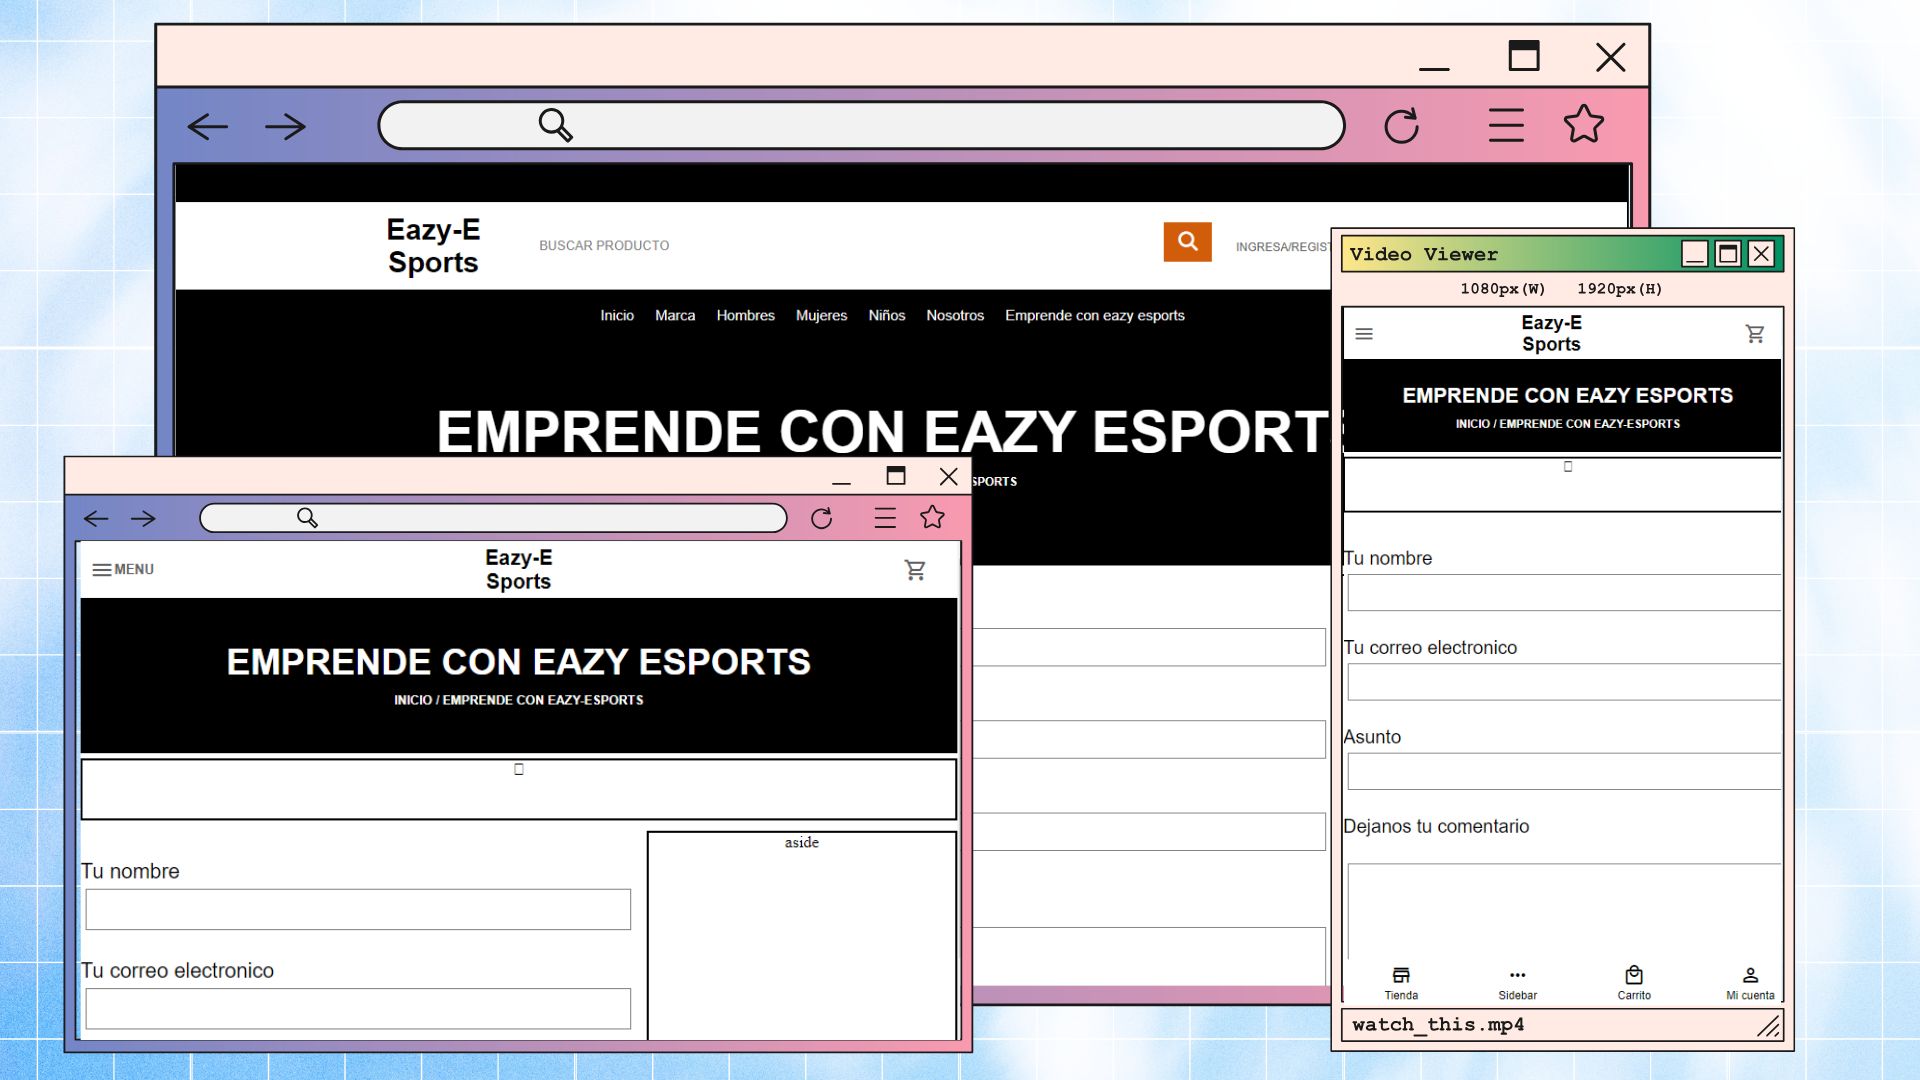 Eazy-E
Sports
BUSCAR PRODUCTO
INGRESA/REGIST
Inicio Marca Hombres Mujeres Niños Nosotros Emprende con eazy esports
EMPRENDE CON EAZY ESPORT
SPORTS
Video Viewer
1080px(W) 1920px(H)
Eazy-E
Sports
EMPRENDE CON EAZY ESPORTS
INICIO / EMPRENDE CON EAZY-ESPORTS
Tu nombre
Tu correo electronico
Asunto
Dejanos tu comentario
Tienda Sidebar Carrito Mi cuenta
watch_this.mp4
MENU
Eazy-E
Sports
EMPRENDE CON EAZY ESPORTS
INICIO / EMPRENDE CON EAZY-ESPORTS
aside
Tu nombre
Tu correo electronico